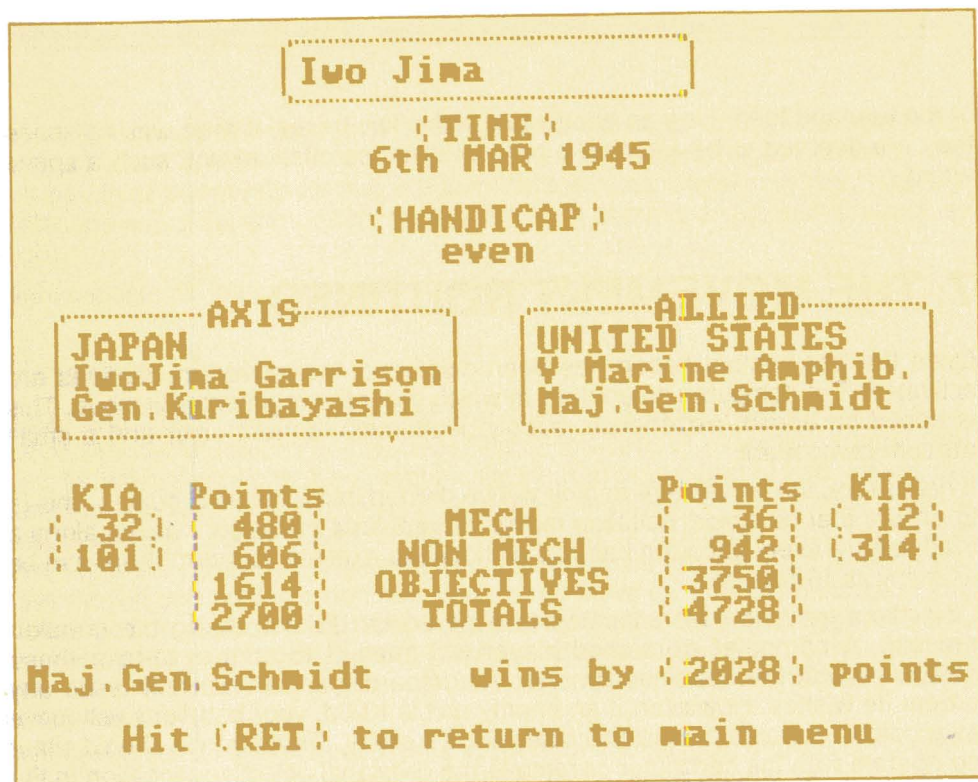 Iwo Jima
TIME
6th MAR 1945
HANDICAP
even
AXIS
JAPAN
IwoJima Garrison
Gen.Kuribayashi
ALLIED
UNITED STATES
V Marine Amphib.
Maj.Gen.Schmidt
KIA Points Points KIA
32 480 MECH 36 12
101 606 NON MECH 942 314
1614 OBJECTIVES 3750
2700 TOTALS 4728
Maj.Gen.Schmidt wins by 2028 points
Hit (RET) to return to main menu